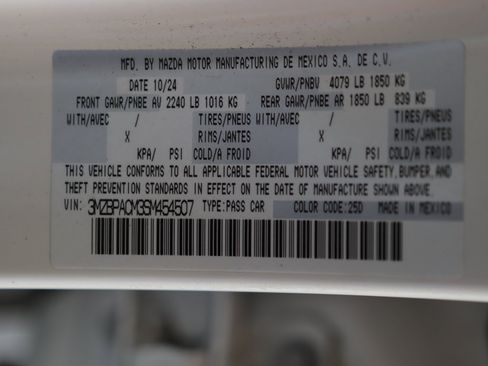 MFD. BY MAZDA MOTOR MANUFACTURING DE MEXICO S.A. DE C.V.
DATE 10/24 GVWR/PNBV 4079 LB 1850 KG
FRONT GAWR/PNBE AV 2240 LB 1016 KG REAR GAWR/PNBE AR 1850 LB 839 KG
WITH/AVEC / TIRES/PNEUS WITH/AVEC / TIRES/PNEUS
X RIMS/JANTES X RIMS/JANTES
KPA/ PSI COLD/A FROID KPA/ PSI COLD/A FROID
THIS VEHICLE CONFORMS TO ALL APPLICABLE FEDERAL MOTOR VEHICLE SAFETY, BUMPER, AND
THEFT PREVENTION STANDARDS IN EFFECT ON THE DATE OF MANUFACTURE SHOWN ABOVE.
VIN: 3MZBPACM3SM454507 TYPE:PASS CAR COLOR CODE:25D MADE IN MEXICO